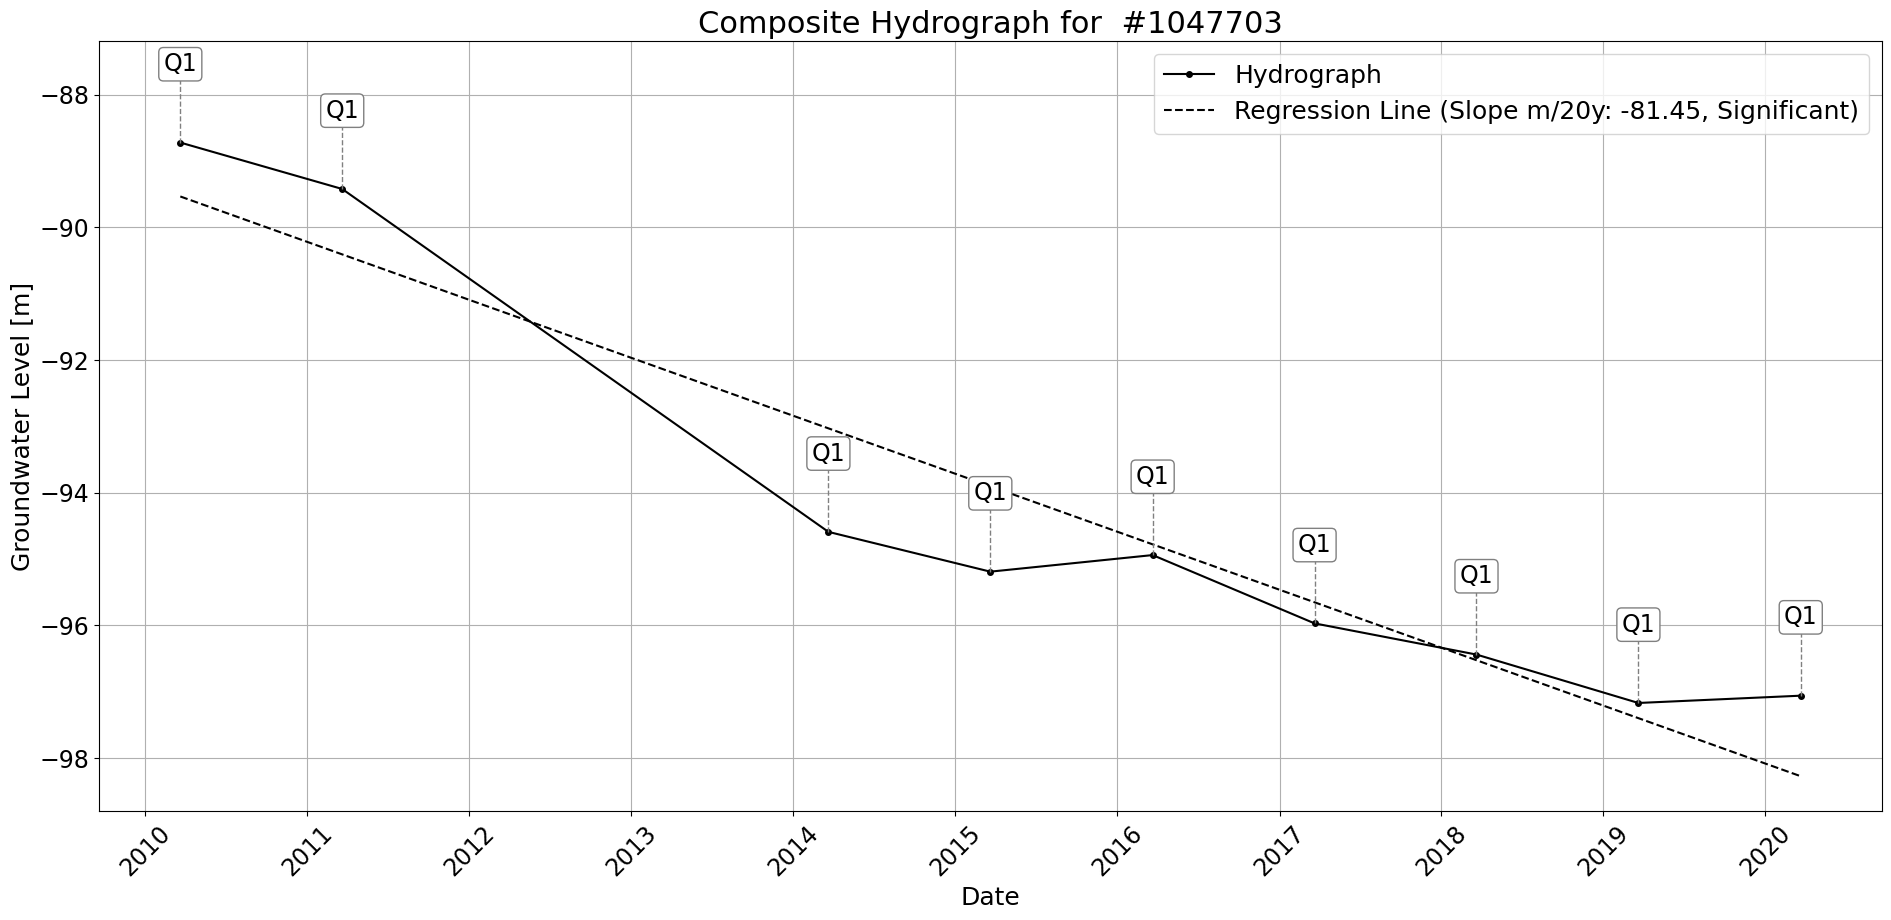 Composite Hydrograph for  #1047703
Hydrograph
Regression Line (Slope m/20y: -81.45, Significant)
Groundwater Level [m]
−88
−90
−92
−94
−96
−98
Q1
Q1
Q1
Q1
Q1
Q1
Q1
Q1
Q1
2010
2011
2012
2013
2014
2015
2016
2017
2018
2019
2020
Date